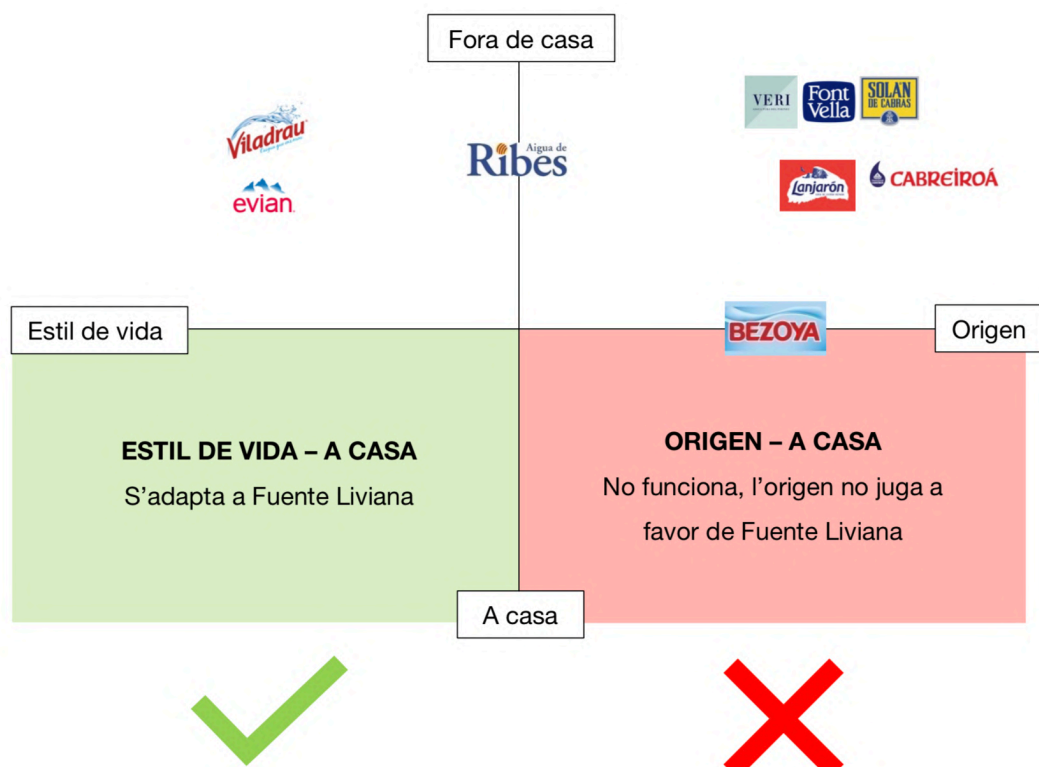 Fora de casa
VERI
Font
Vella
SOLAN
DE CABRAS
Viladrau
Aigua de
Ribes
evian.
Lanjarón
CABREIROÁ
Estil de vida
BEZOYA
Origen
ESTIL DE VIDA – A CASA
S’adapta a Fuente Liviana
ORIGEN – A CASA
No funciona, l’origen no juga a
favor de Fuente Liviana
A casa